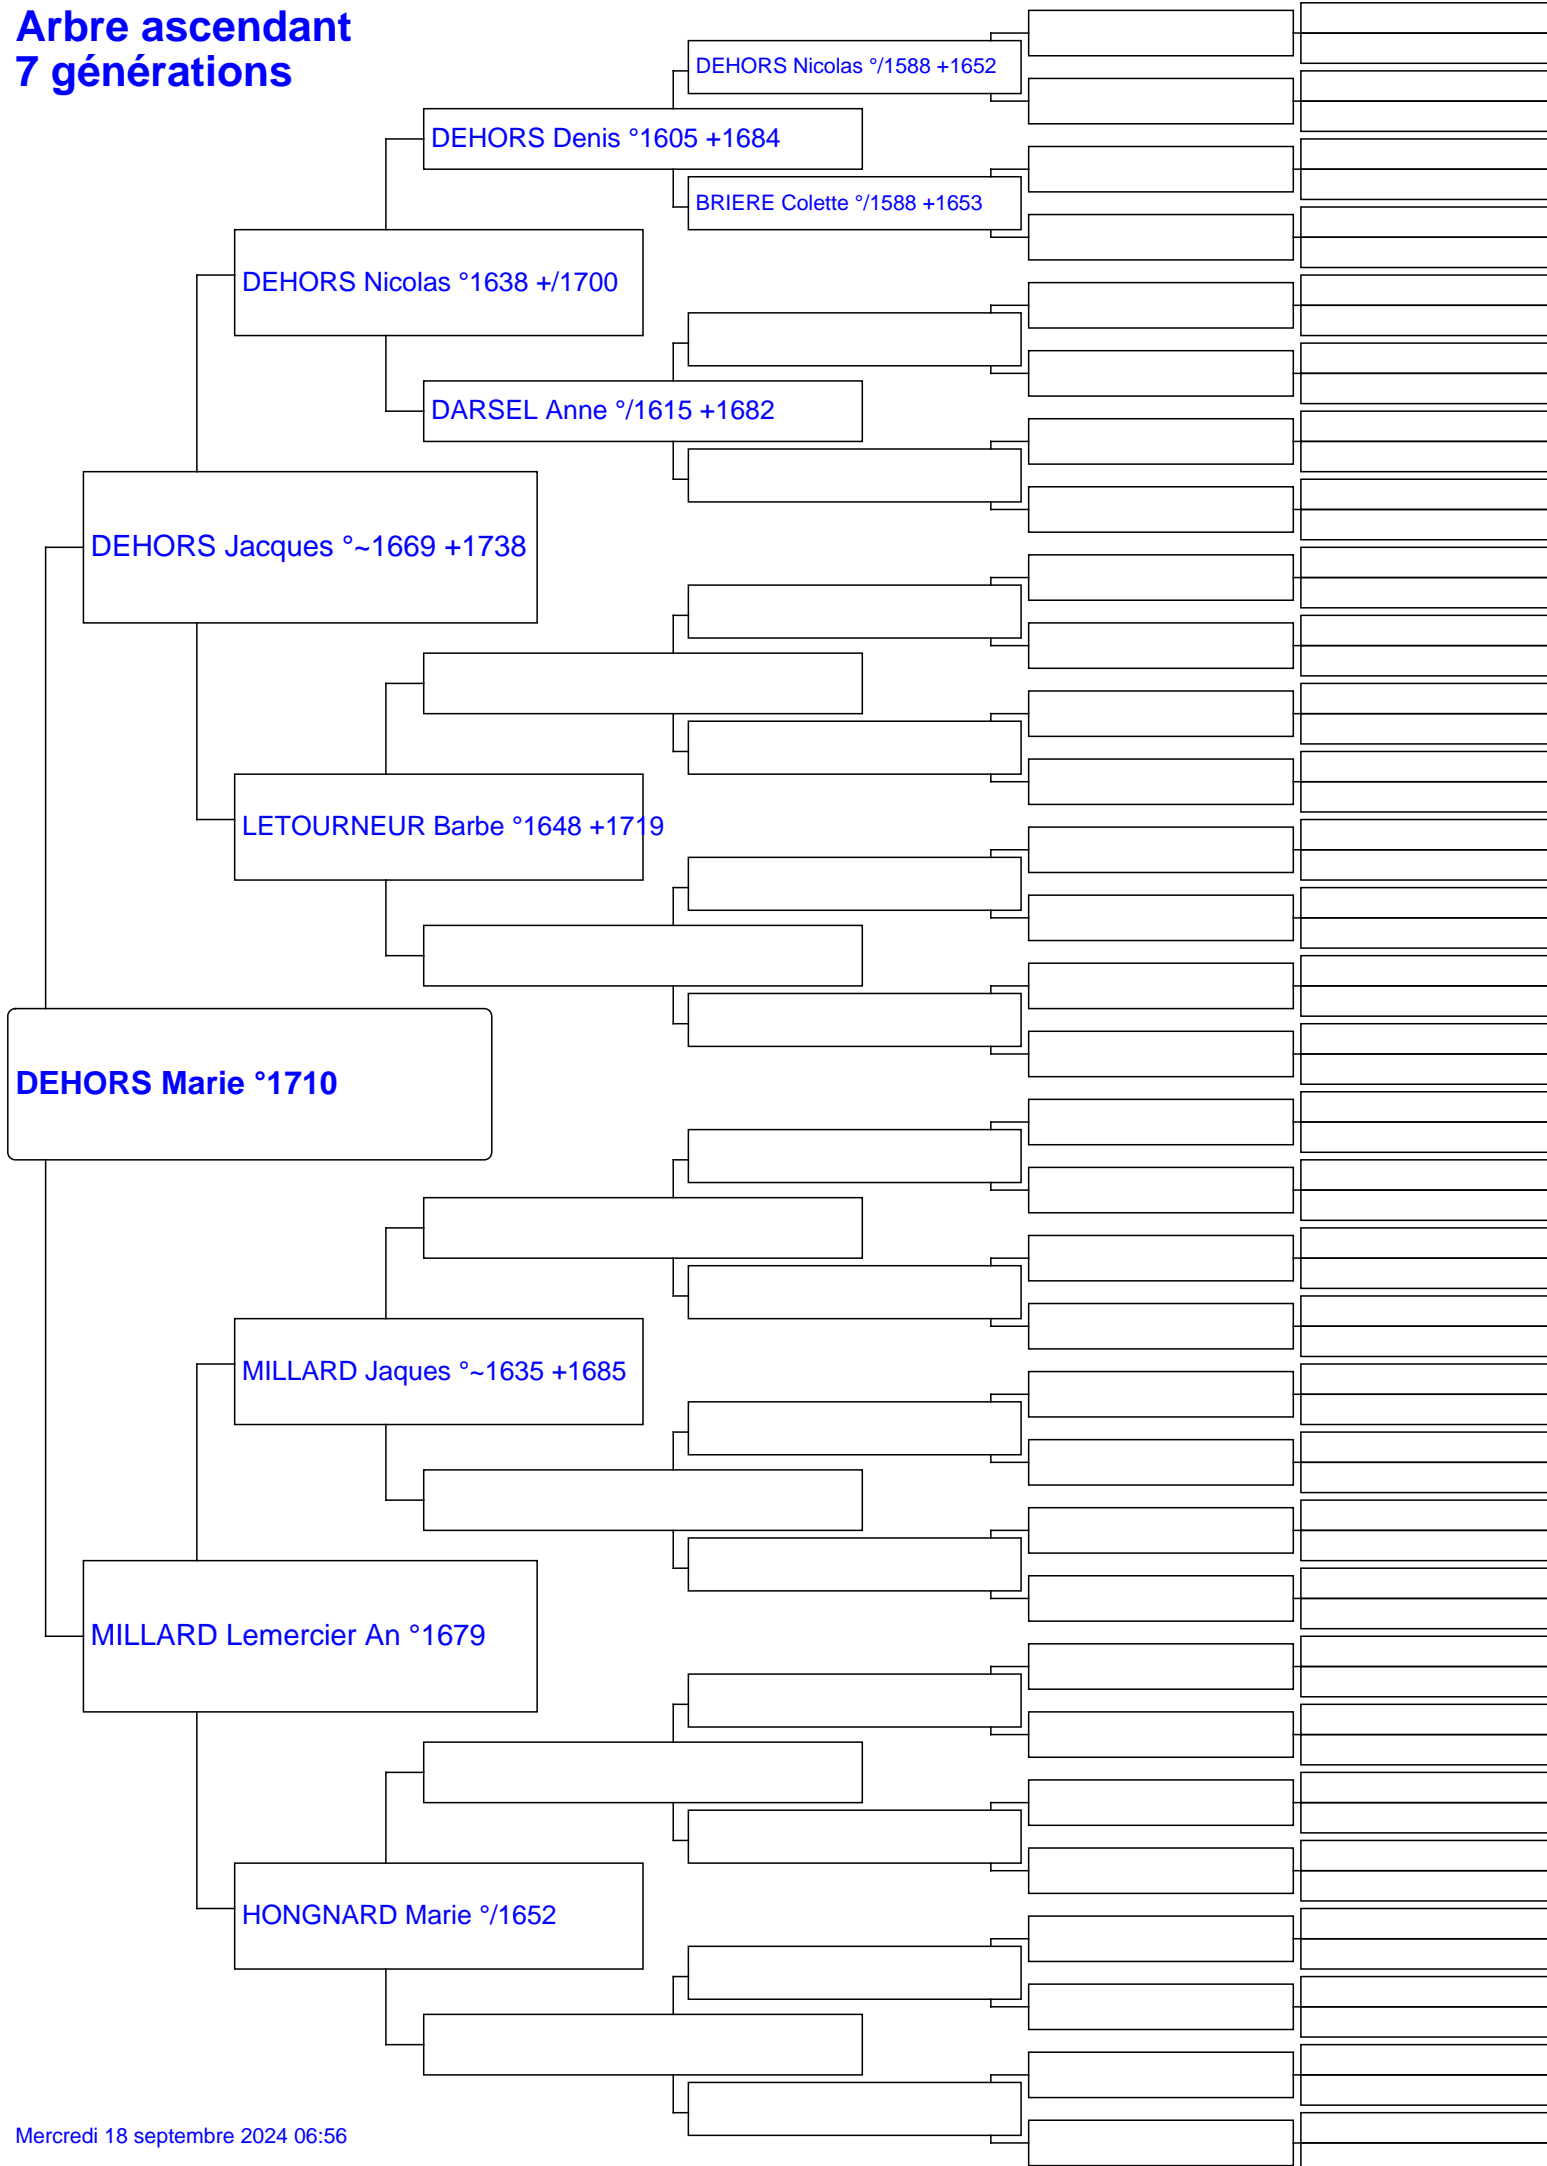 Arbre ascendant
7 générations
DEHORS Nicolas °/1588 +1652
DEHORS Denis °1605 +1684
BRIERE Colette °/1588 +1653
DEHORS Nicolas °1638 +/1700
DARSEL Anne °/1615 +1682
DEHORS Jacques °~1669 +1738
LETOURNEUR Barbe °1648 +1719
DEHORS Marie °1710
MILLARD Jaques °~1635 +1685
MILLARD Lemercier An °1679
HONGNARD Marie °/1652
Mercredi 18 septembre 2024 06:56